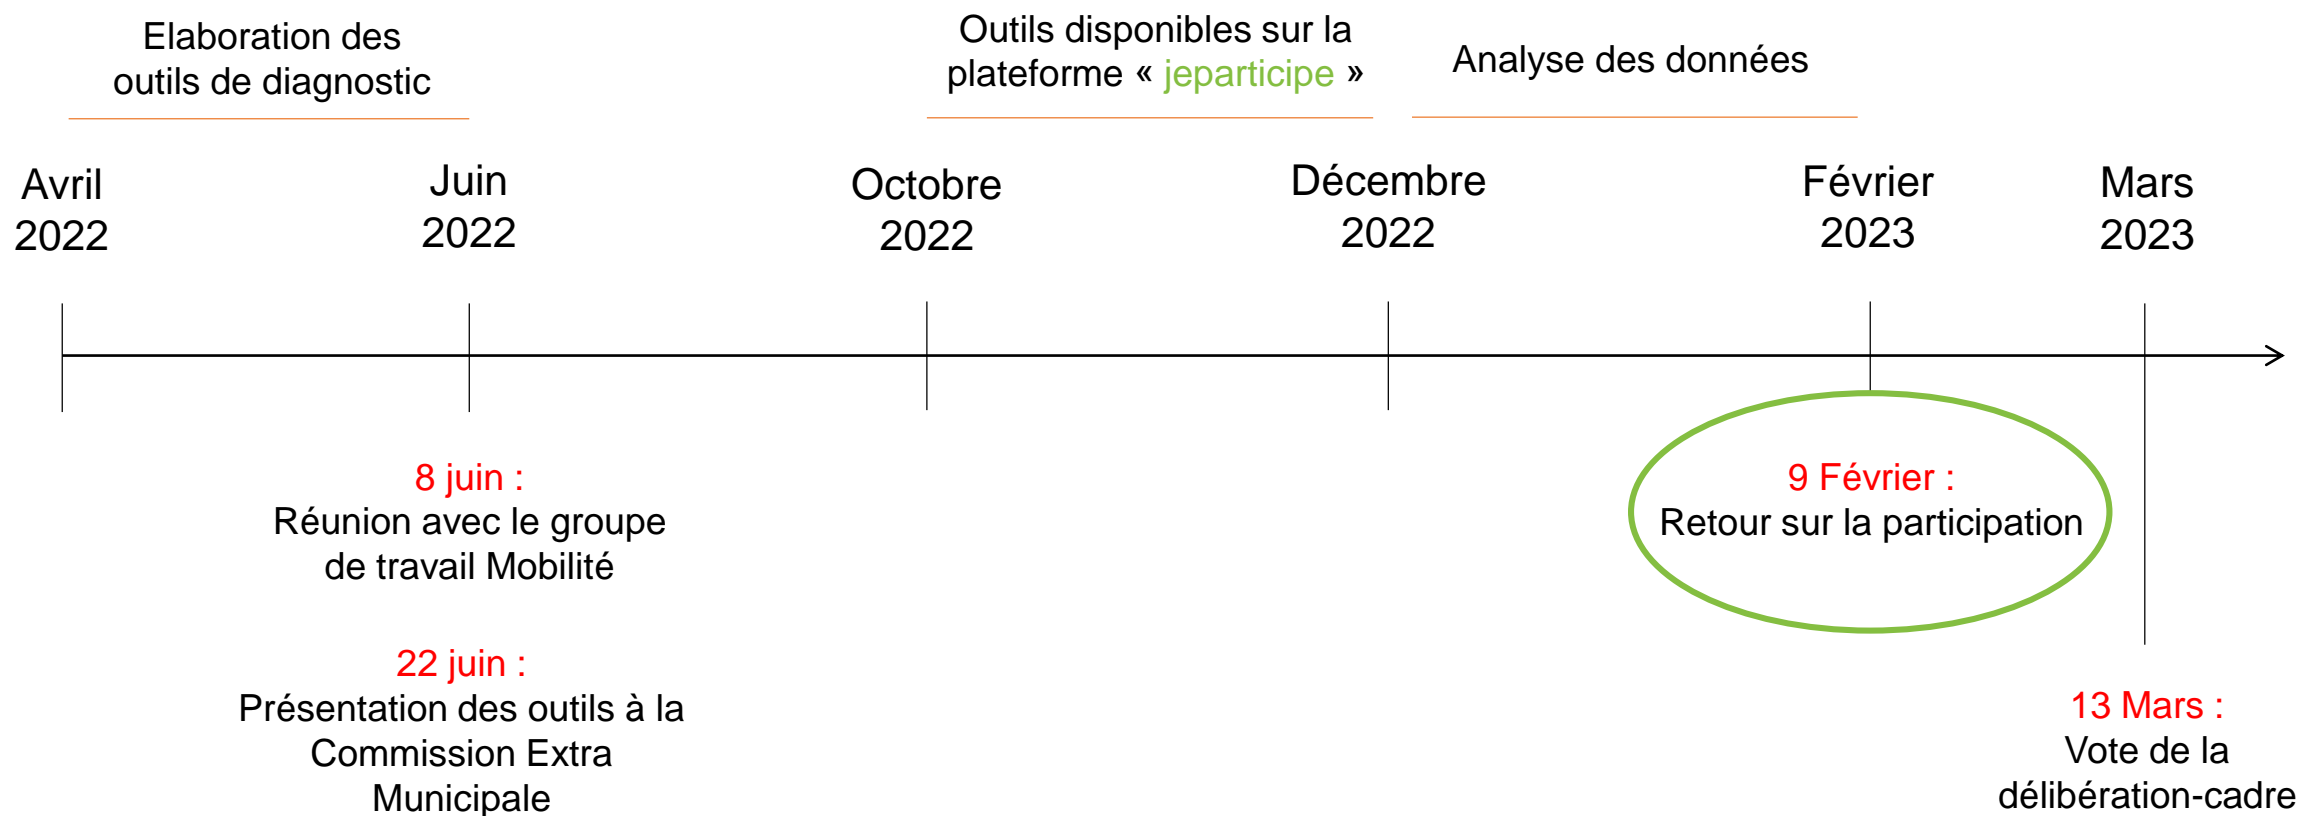 Elaboration des
outils de diagnostic
Outils disponibles sur la
plateforme « jeparticipe »
Analyse des données
Avril
2022
Juin
2022
Octobre
2022
Décembre
2022
Février
2023
Mars
2023
8 juin :
Réunion avec le groupe
de travail Mobilité
22 juin :
Présentation des outils à la
Commission Extra
Municipale
9 Février :
Retour sur la participation
13 Mars :
Vote de la
délibération-cadre